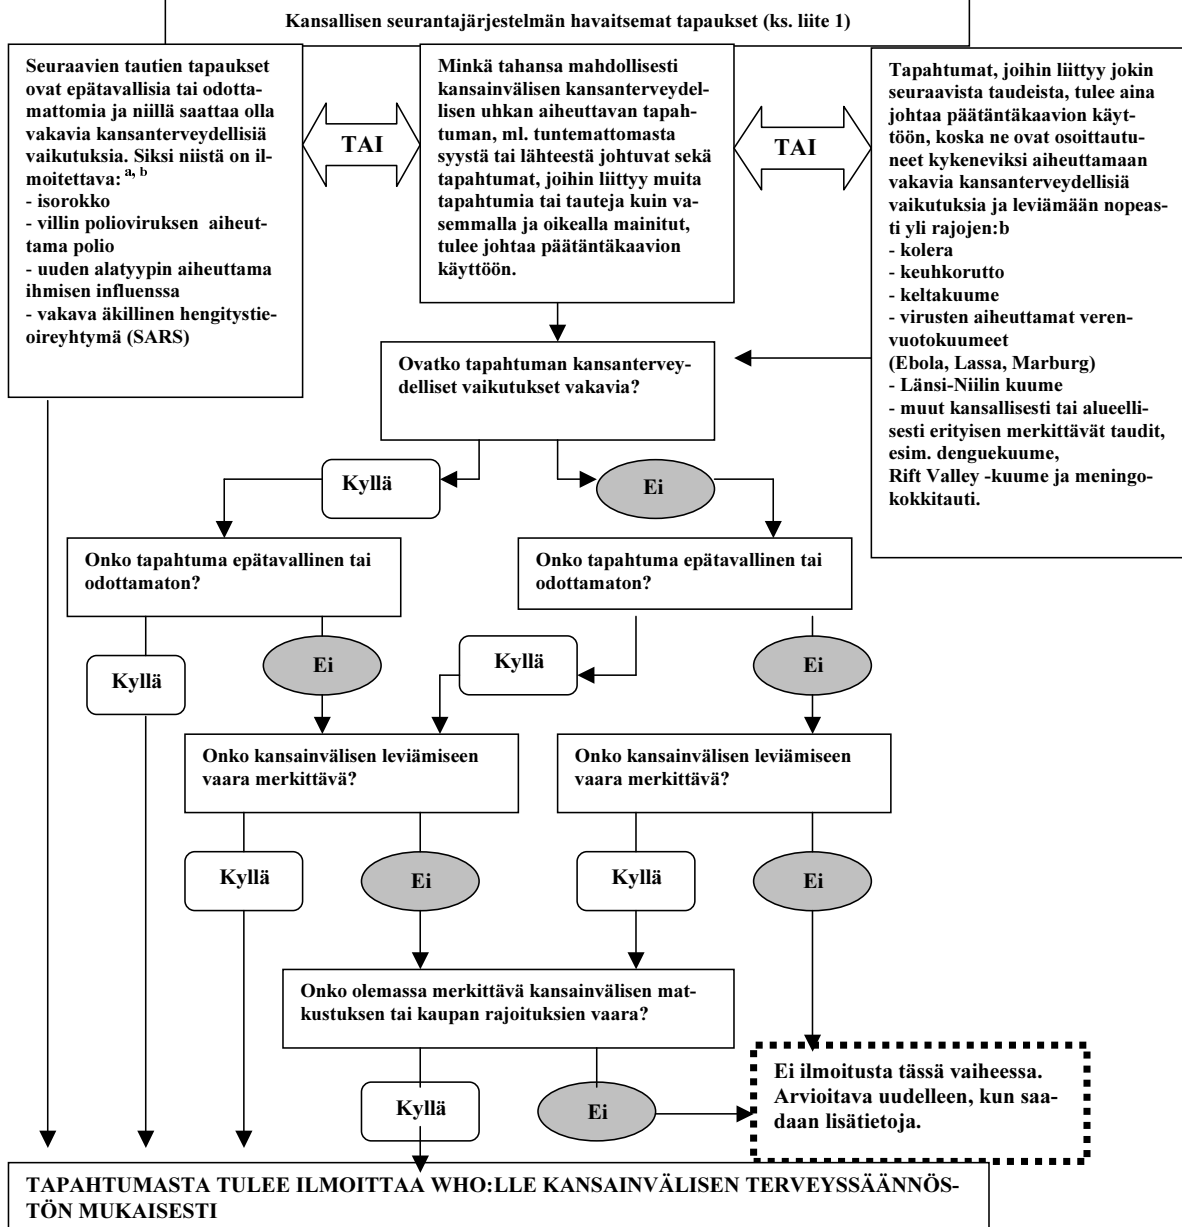 Kansallisen seurantajärjestelmän havaitsemat tapaukset (ks. liite 1)
Seuraavien tautien tapaukset
ovat epätavallisia tai odotta-
mattomia ja niillä saattaa olla
vakavia kansanterveydellisiä
vaikutuksia. Siksi niistä on il-
moitettava: a, b
- isorokko
- villin polioviruksen aiheut-
tama polio
- uuden alatyypin aiheuttama
ihmisen influenssa
- vakava äkillinen hengitystie-
oireyhtymä (SARS)
TAI
Minkä tahansa mahdollisesti
kansainvälisen kansanterveydel-
lisen uhkan aiheuttavan tapah-
tuman, ml. tuntemattomasta
syystä tai lähteestä johtuvat sekä
tapahtumat, joihin liittyy muita
tapahtumia tai tauteja kuin va-
semmalla ja oikealla mainitut,
tulee johtaa päätäntäkaavion
käyttöön.
TAI
Tapahtumat, joihin liittyy jokin
seuraavista taudeista, tulee aina
johtaa päätäntäkaavion käyt-
töön, koska ne ovat osoittautu-
neet kykeneviksi aiheuttamaan
vakavia kansanterveydellisiä
vaikutuksia ja leviämään nopeas-
ti yli rajojen:b
- kolera
- keuhkorutto
- keltakuume
- virusten aiheuttamat veren-
vuotokuumeet
(Ebola, Lassa, Marburg)
- Länsi-Niilin kuume
- muut kansallisesti tai alueelli-
sesti erityisen merkittävät taudit,
esim. denguekuume,
Rift Valley -kuume ja meningo-
kokkitauti.
Ovatko tapahtuman kansantervey-
delliset vaikutukset vakavia?
Kyllä
Ei
Onko tapahtuma epätavallinen tai
odottamaton?
Onko tapahtuma epätavallinen tai
odottamaton?
Kyllä
Ei
Kyllä
Ei
Onko kansainvälisen leviämiseen
vaara merkittävä?
Onko kansainvälisen leviämiseen
vaara merkittävä?
Kyllä
Ei
Kyllä
Ei
Onko olemassa merkittävä kansainvälisen mat-
kustuksen tai kaupan rajoituksien vaara?
Kyllä
Ei
Ei ilmoitusta tässä vaiheessa.
Arvioitava uudelleen, kun saa-
daan lisätietoja.
TAPAHTUMASTA TULEE ILMOITTAA WHO:LLE KANSAINVÄLISEN TERVEYSSÄÄNNÖS-
TÖN MUKAISESTI